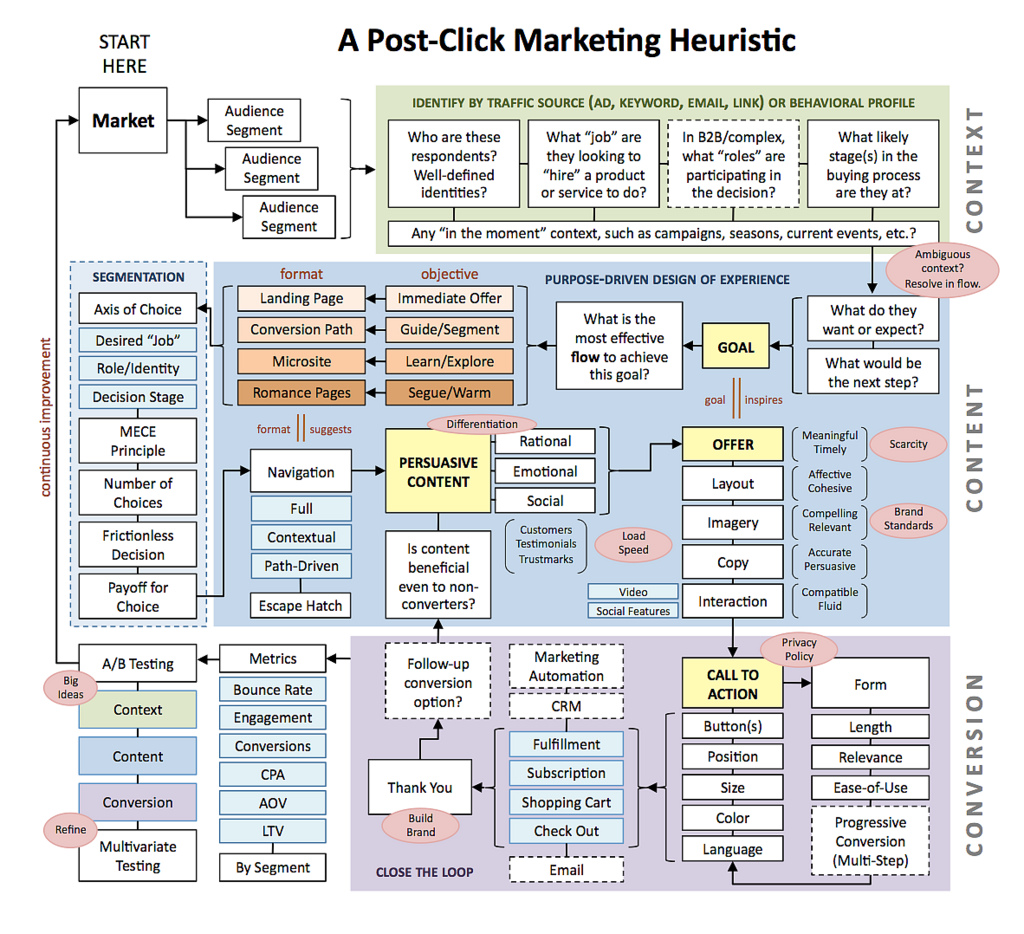 A Post-Click Marketing Heuristic
START
HERE
Market
Audience
Segment
Audience
Segment
Audience
Segment
IDENTIFY BY TRAFFIC SOURCE (AD, KEYWORD, EMAIL, LINK) OR BEHAVIORAL PROFILE
Who are these
respondents?
Well-defined
identities?
What “job” are
they looking to
“hire” a product
or service to do?
In B2B/complex,
what “roles” are
participating in
the decision?
What likely
stage(s) in the
buying process
are they at?
Any “in the moment” context, such as campaigns, seasons, current events, etc.?
CONTEXT
Ambiguous
context?
Resolve in flow.
SEGMENTATION
Axis of Choice
Desired “Job”
Role/Identity
Decision Stage
MECE
Principle
Number of
Choices
Frictionless
Decision
Payoff for
Choice
continuous improvement
format
objective
Landing Page
Immediate Offer
Conversion Path
Guide/Segment
Microsite
Learn/Explore
Romance Pages
Segue/Warm
PURPOSE-DRIVEN DESIGN OF EXPERIENCE
What is the
most effective
flow to achieve
this goal?
GOAL
What do they
want or expect?
What would be
the next step?
goal
inspires
format
suggests
Navigation
Full
Contextual
Path-Driven
Escape Hatch
Differentiation
PERSUASIVE
CONTENT
Rational
Emotional
Social
Customers
Testimonials
Trustmarks
Load
Speed
Is content
beneficial
even to non-
converters?
OFFER
Layout
Imagery
Copy
Interaction
Video
Social Features
Meaningful
Timely
Affective
Cohesive
Compelling
Relevant
Accurate
Persuasive
Compatible
Fluid
Scarcity
Brand
Standards
CONTENT
A/B Testing
Big
Ideas
Context
Content
Conversion
Refine
Multivariate
Testing
Metrics
Bounce Rate
Engagement
Conversions
CPA
AOV
LTV
By Segment
Follow-up
conversion
option?
Thank You
Build
Brand
CLOSE THE LOOP
Marketing
Automation
CRM
Fulfillment
Subscription
Shopping Cart
Check Out
Email
CALL TO
ACTION
Button(s)
Position
Size
Color
Language
Privacy
Policy
Form
Length
Relevance
Ease-of-Use
Progressive
Conversion
(Multi-Step)
CONVERSION